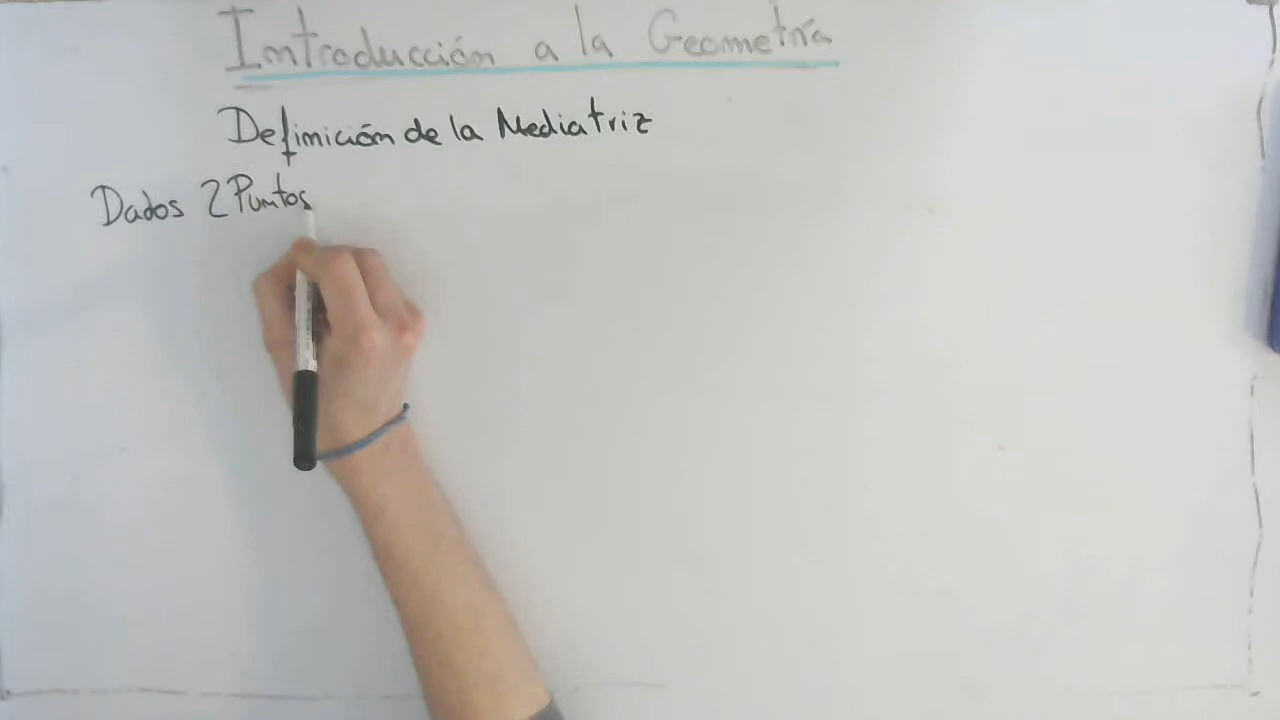 Introducción a la Geometría
Definición de la Mediatriz
Dados 2 Puntos